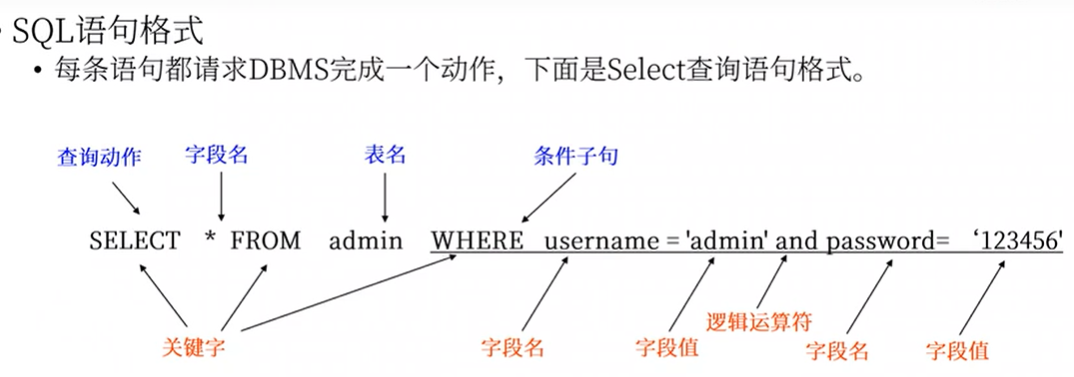 • SQL语句格式
• 每条语句都请求DBMS完成一个动作，下面是Select查询语句格式。
查询动作 字段名 表名 条件子句
SELECT * FROM admin WHERE username = 'admin' and password= ‘123456'
关键字 字段名 字段值 逻辑运算符 字段名 字段值